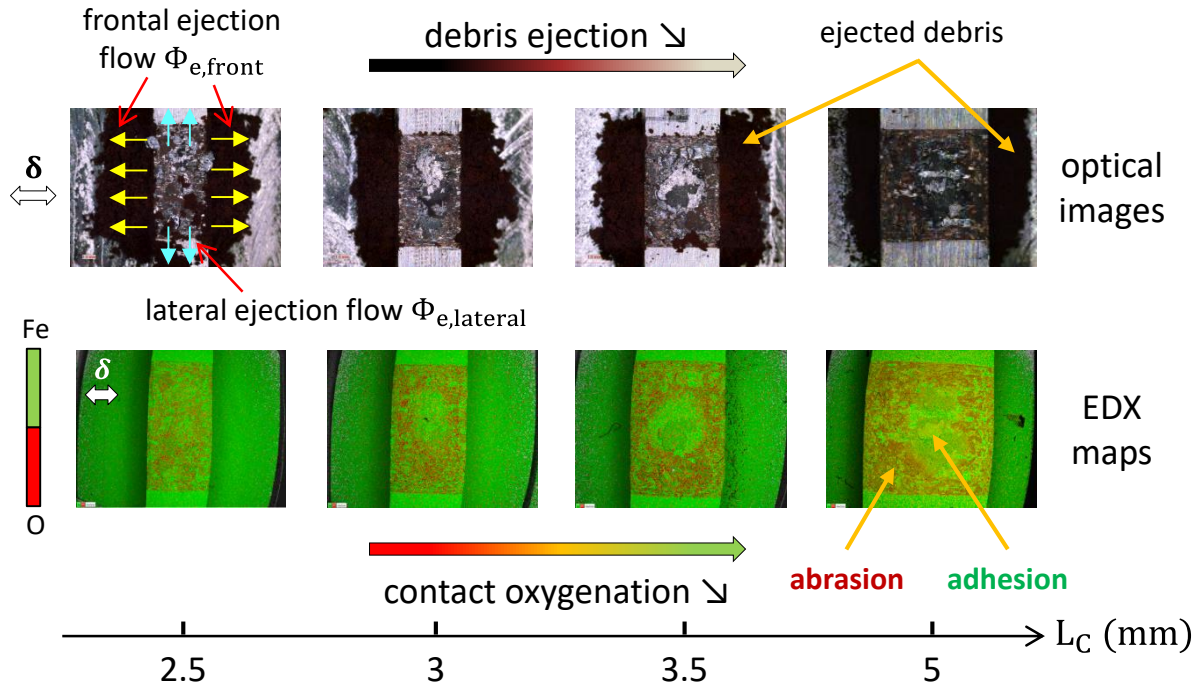 frontal ejection
flow Φe,front
debris ejection ↘
ejected debris
δ
optical
images
lateral ejection flow Φe,lateral
Fe
O
δ
EDX
maps
abrasion
adhesion
contact oxygenation ↘
2.5
3
3.5
5
LC (mm)